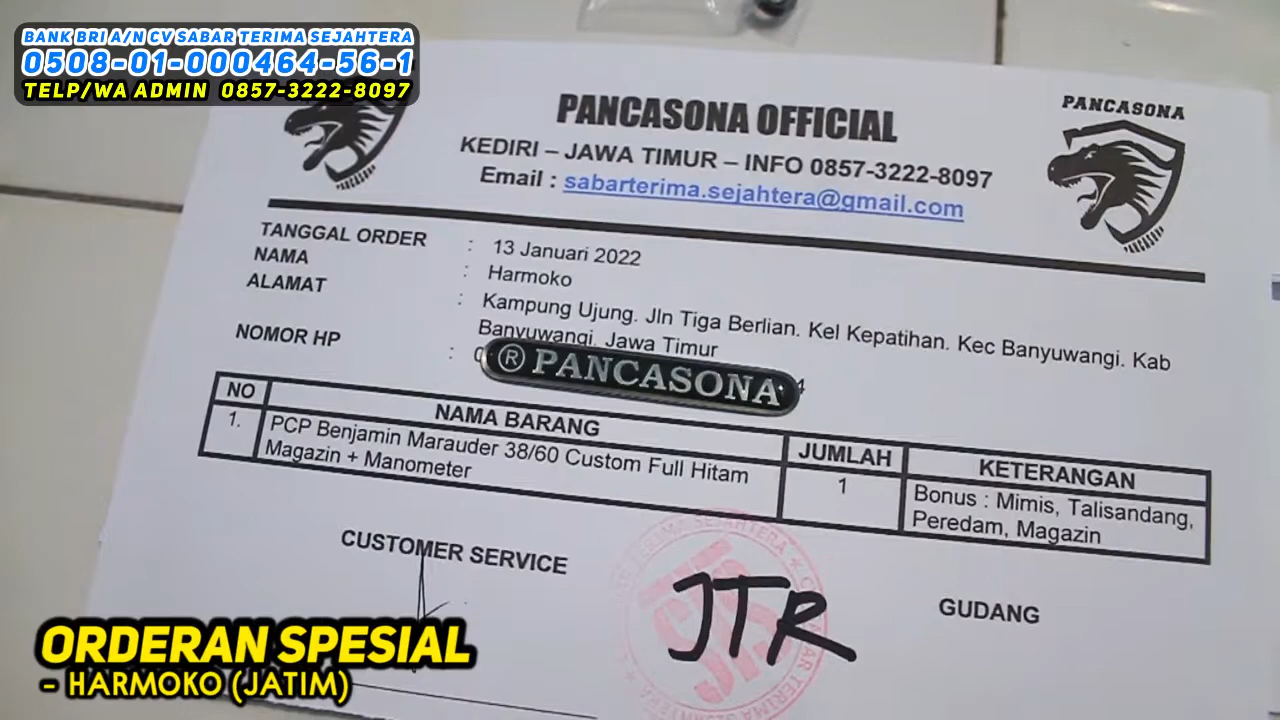 BANK BRI A/N CV SABAR TERIMA SEJAHTERA
0508-01-000464-56-1
TELP/WA ADMIN 0857-3222-8097
PANCASONA OFFICIAL
KEDIRI – JAWA TIMUR – INFO 0857-3222-8097
Email : sabarterima.sejahtera@gmail.com
PANCASONA
TANGGAL ORDER : 13 Januari 2022
NAMA : Harmoko
ALAMAT : Kampung Ujung. Jln Tiga Berlian. Kel Kepatihan. Kec Banyuwangi. Kab
Banyuwangi. Jawa Timur
NOMOR HP : 0
® PANCASONA
NO NAMA BARANG JUMLAH KETERANGAN
1. PCP Benjamin Marauder 38/60 Custom Full Hitam
Magazin + Manometer
1
Bonus : Mimis, Talisandang,
Peredam, Magazin
CUSTOMER SERVICE
JTR
GUDANG
ORDERAN SPESIAL
- HARMOKO (JATIM)